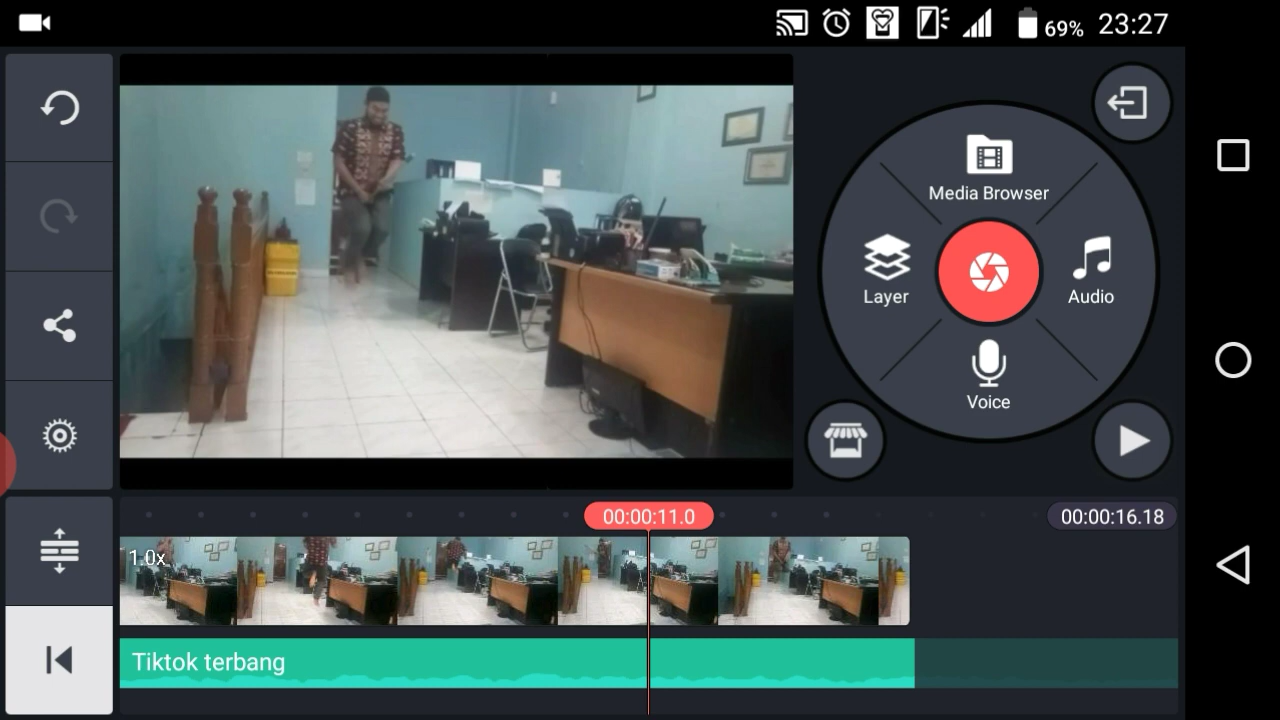 69% 23:27
Media Browser
Layer
Audio
Voice
00:00:11.0
00:00:16.18
1.0x
Tiktok terbang